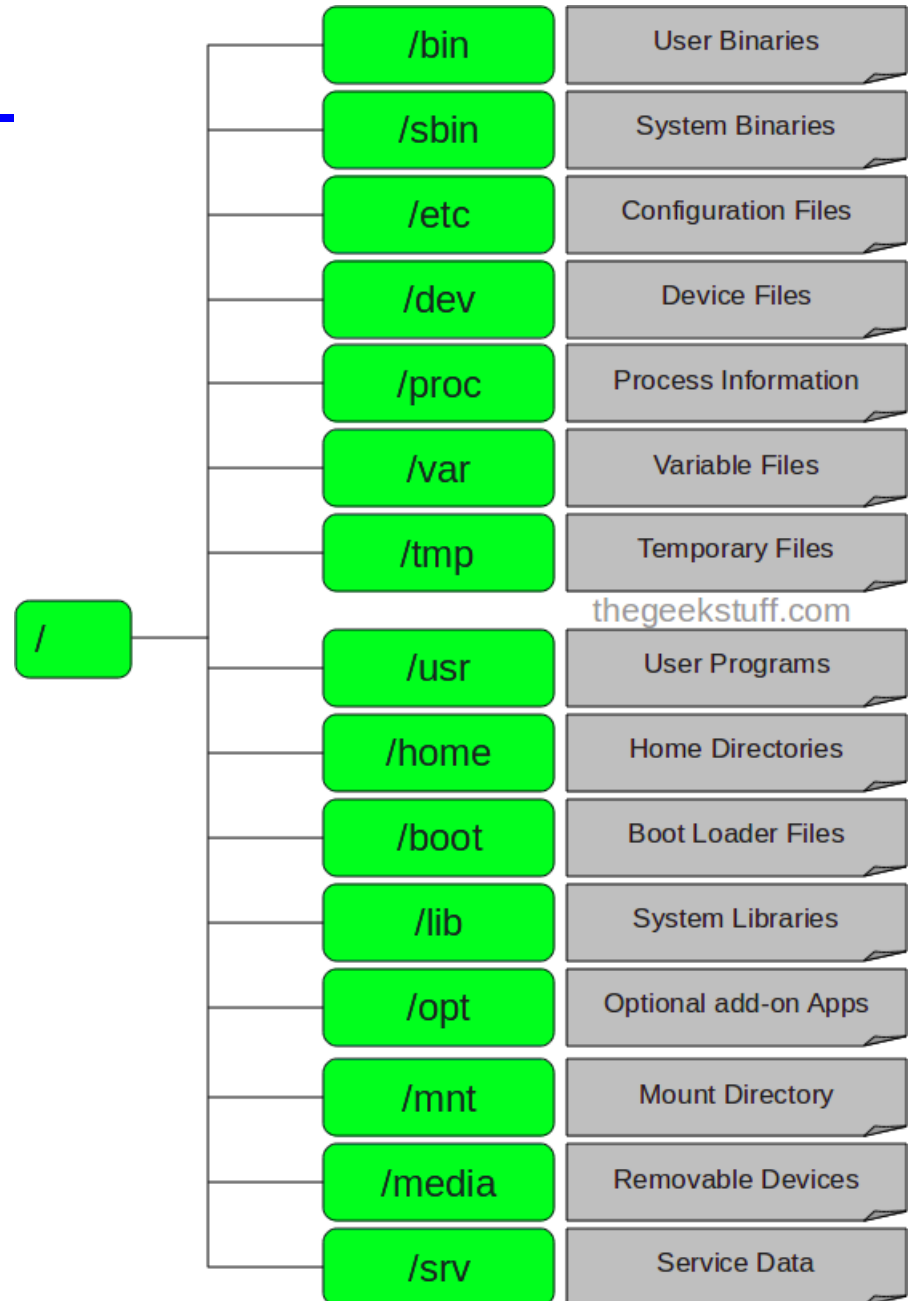 /bin User Binaries
/sbin System Binaries
/etc Configuration Files
/dev Device Files
/proc Process Information
/var Variable Files
/tmp Temporary Files
thegeekstuff.com
/
/usr User Programs
/home Home Directories
/boot Boot Loader Files
/lib System Libraries
/opt Optional add-on Apps
/mnt Mount Directory
/media Removable Devices
/srv Service Data